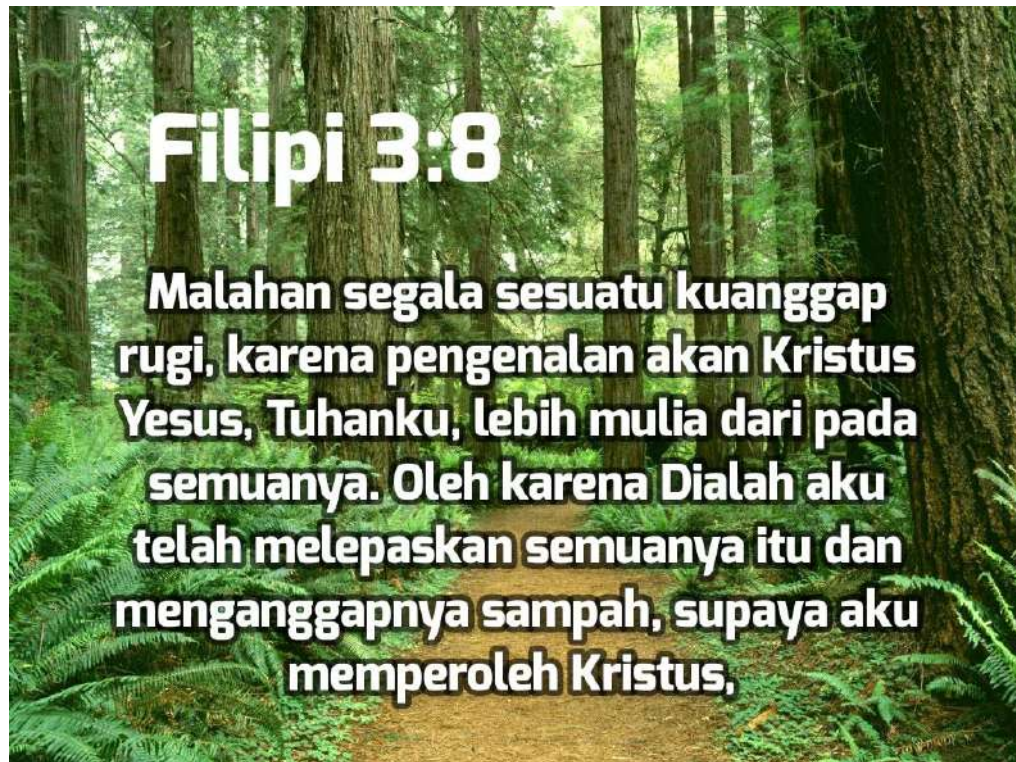 Filipi 3:8
Malahan segala sesuatu kuanggap
rugi, karena pengenalan akan Kristus
Yesus, Tuhanku, lebih mulia dari pada
semuanya. Oleh karena Dialah aku
telah melepaskan semuanya itu dan
menganggapnya sampah, supaya aku
memperoleh Kristus,